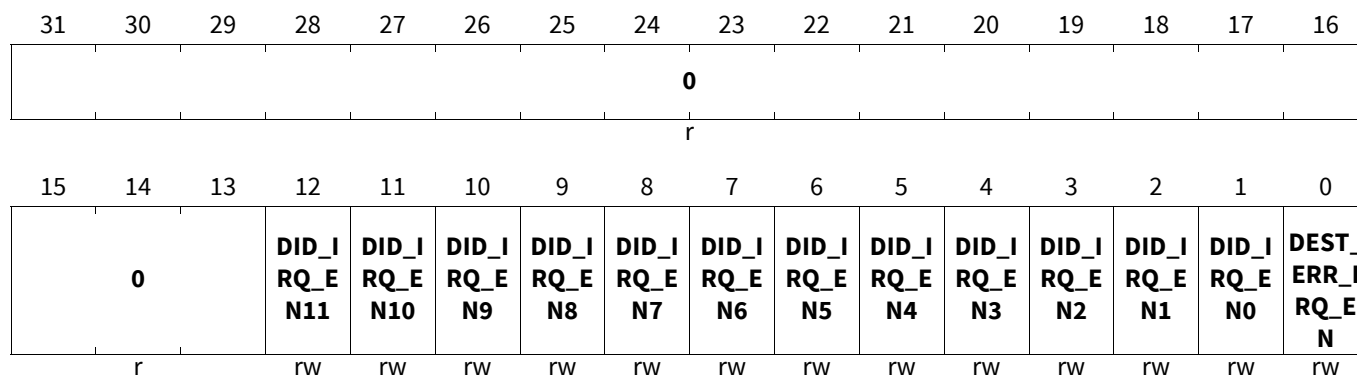 31 30 29 28 27 26 25 24 23 22 21 20 19 18 17 16
0
r
15 14 13 12 11 10 9 8 7 6 5 4 3 2 1 0
0 DID_I DID_I DID_I DID_I DID_I DID_I DID_I DID_I DID_I DID_I DID_I DID_I DEST_
RQ_E RQ_E RQ_E RQ_E RQ_E RQ_E RQ_E RQ_E RQ_E RQ_E RQ_E RQ_E ERR_I
N11 N10 N9 N8 N7 N6 N5 N4 N3 N2 N1 N0 RQ_E
N
r rw rw rw rw rw rw rw rw rw rw rw rw rw